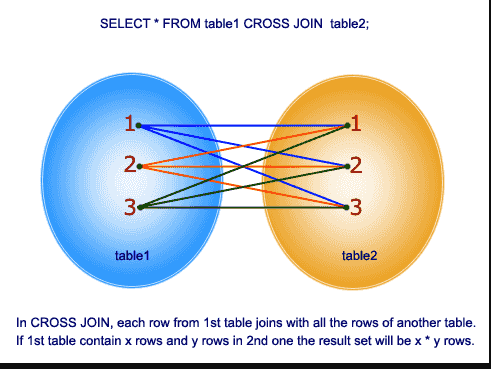 SELECT * FROM table1 CROSS JOIN table2;
1 1
2 2
3 3
table1 table2
In CROSS JOIN, each row from 1st table joins with all the rows of another table.
If 1st table contain x rows and y rows in 2nd one the result set will be x * y rows.